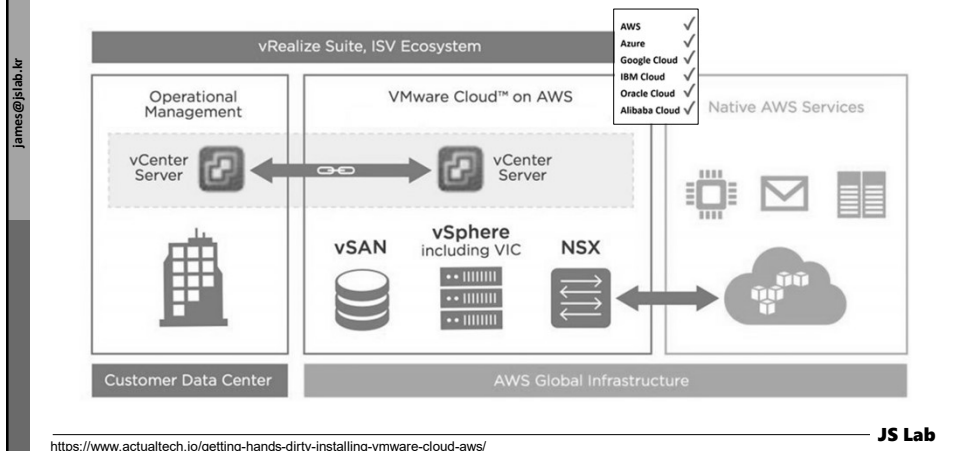 james@jslab.kr
vRealize Suite, ISV Ecosystem
AWS ✓
Azure ✓
Google Cloud ✓
IBM Cloud ✓
Oracle Cloud ✓
Alibaba Cloud ✓
Operational
Management
VMware Cloud™ on AWS
Native AWS Services
vCenter
Server
vCenter
Server
vSAN
vSphere
including VIC
NSX
Customer Data Center
AWS Global Infrastructure
JS Lab
https://www.actualtech.io/getting-hands-dirty-installing-vmware-cloud-aws/